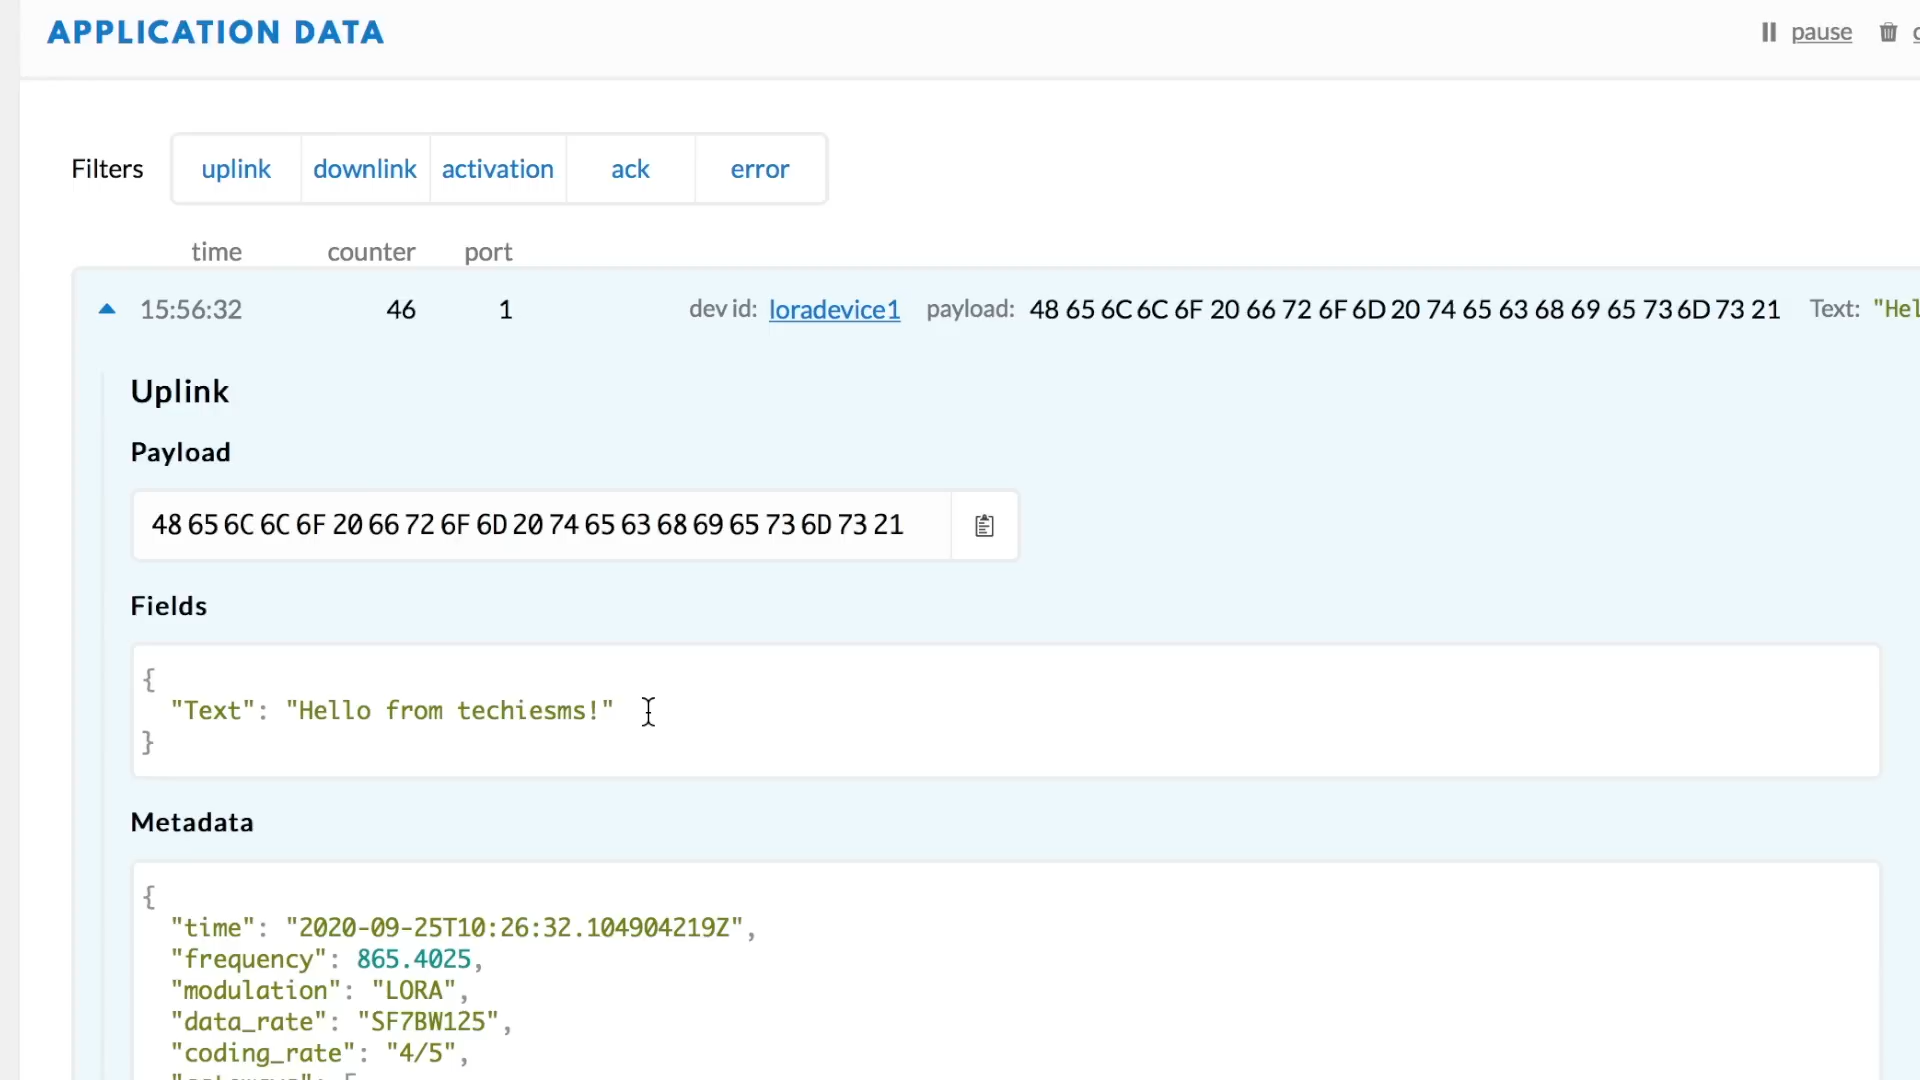 APPLICATION DATA
pause
Filters uplink downlink activation ack error
time counter port
15:56:32 46 1 dev id: loradevice1 payload: 48 65 6C 6C 6F 20 66 72 6F 6D 20 74 65 63 68 69 65 73 6D 73 21 Text: "Hel
Uplink
Payload
48 65 6C 6C 6F 20 66 72 6F 6D 20 74 65 63 68 69 65 73 6D 73 21
Fields
{
"Text": "Hello from techiesms!"
}
Metadata
{
"time": "2020-09-25T10:26:32.104904219Z",
"frequency": 865.4025,
"modulation": "LORA",
"data_rate": "SF7BW125",
"coding_rate": "4/5",